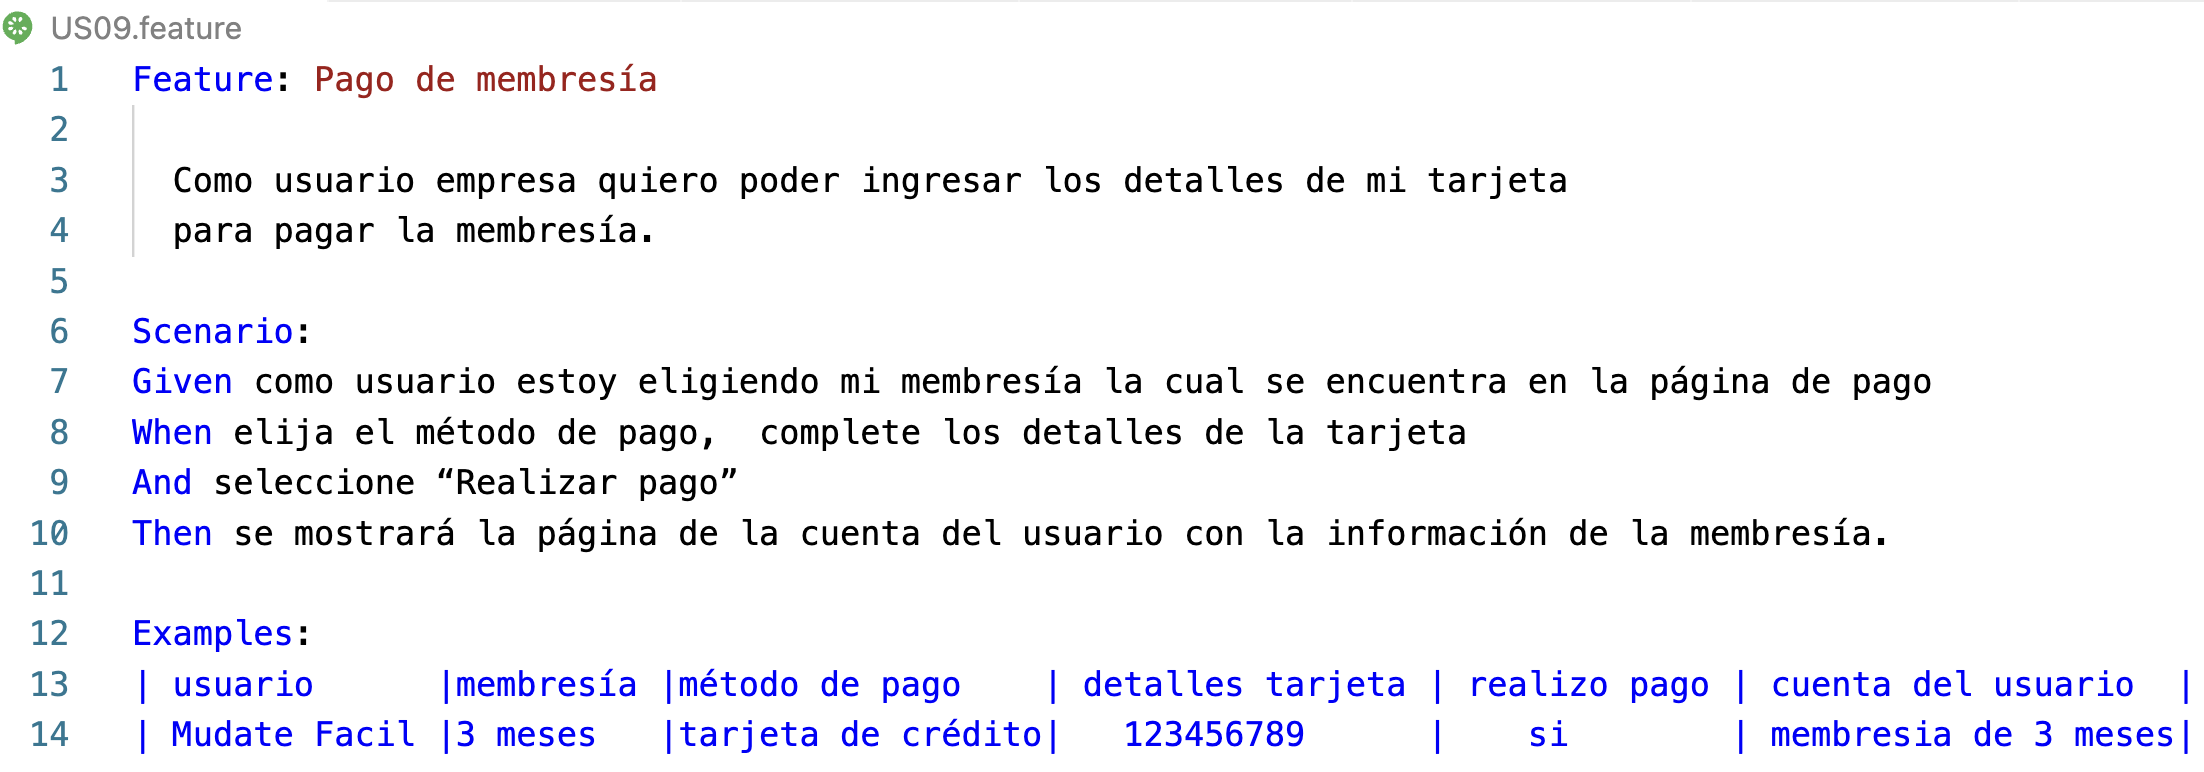 US09.feature
1 Feature: Pago de membresía
2
3 Como usuario empresa quiero poder ingresar los detalles de mi tarjeta
4 para pagar la membresía.
5
6 Scenario:
7 Given como usuario estoy eligiendo mi membresía la cual se encuentra en la página de pago
8 When elija el método de pago,  complete los detalles de la tarjeta
9 And seleccione “Realizar pago”
10 Then se mostrará la página de la cuenta del usuario con la información de la membresía.
11
12 Examples:
13 | usuario      |membresía |método de pago    | detalles tarjeta | realizo pago | cuenta del usuario  |
14 | Mudate Facil |3 meses   |tarjeta de crédito|   123456789      |    si        | membresia de 3 meses|